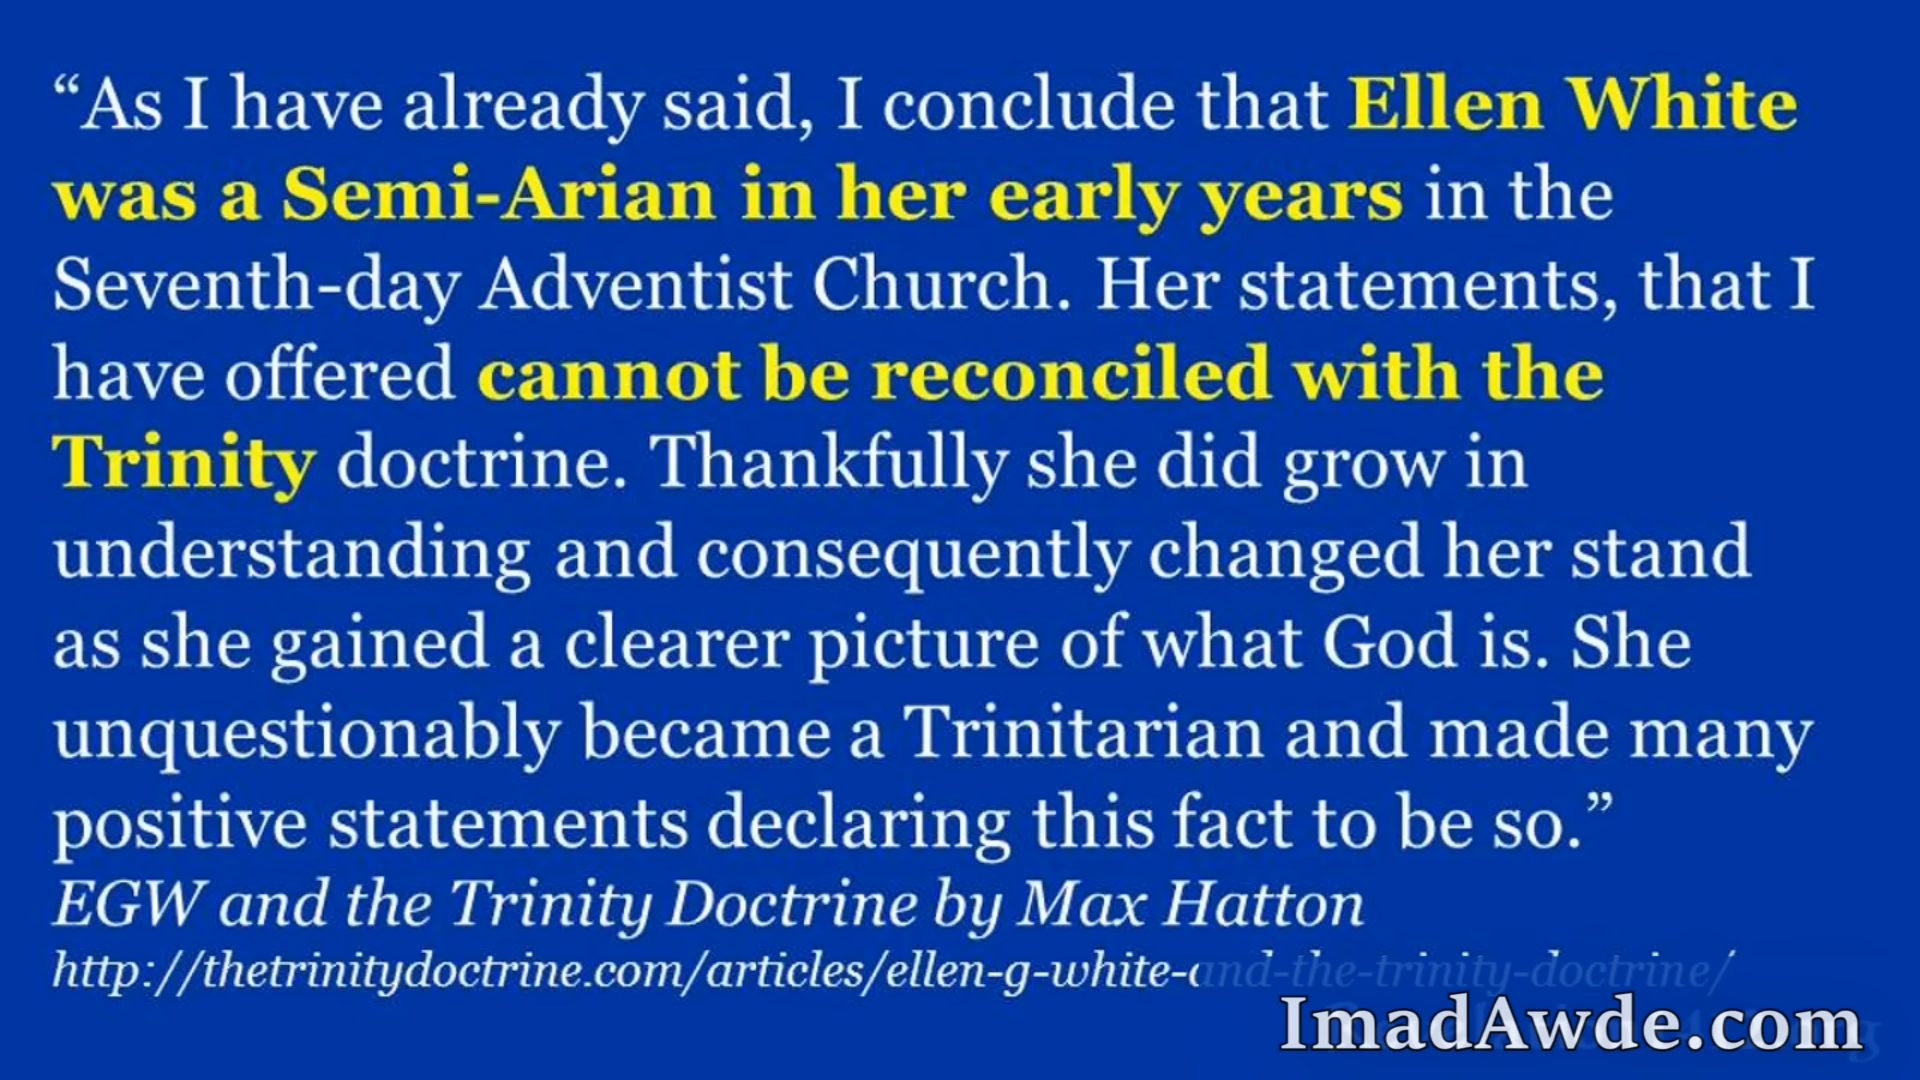 “As I have already said, I conclude that Ellen White
was a Semi-Arian in her early years in the
Seventh-day Adventist Church. Her statements, that I
have offered cannot be reconciled with the
Trinity doctrine. Thankfully she did grow in
understanding and consequently changed her stand
as she gained a clearer picture of what God is. She
unquestionably became a Trinitarian and made many
positive statements declaring this fact to be so.”
EGW and the Trinity Doctrine by Max Hatton
http://thetrinitydoctrine.com/articles/ellen-g-white-and-the-trinity-doctrine/
ImadAwde.com